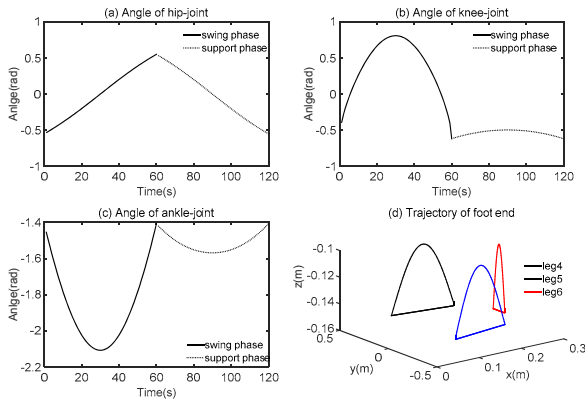 (a) Angle of hip-joint
1
0.5
0
-0.5
-1
0 20 40 60 80 100 120
Anlge(rad)
Time(s)
swing phase
support phase
(b) Angle of knee-joint
1
0.5
0
-0.5
-1
0 20 40 60 80 100 120
Anlge(rad)
Time(s)
swing phase
support phase
(c) Angle of ankle-joint
-1.4
-1.6
-1.8
-2
-2.2
0 20 40 60 80 100 120
Anlge(rad)
Time(s)
swing phase
support phase
(d) Trajectory of foot end
-0.1
-0.12
-0.14
-0.16
z(m)
0.5
0
-0.5
y(m)
0
0.1
0.2
0.3
x(m)
leg4
leg5
leg6